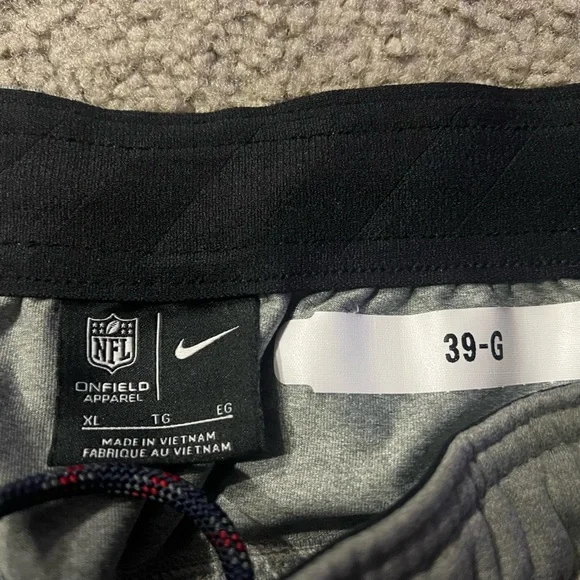 NFL
ONFIELD
APPAREL
XL TG EG
MADE IN VIETNAM
FABRIQUE AU VIETNAM
39-G